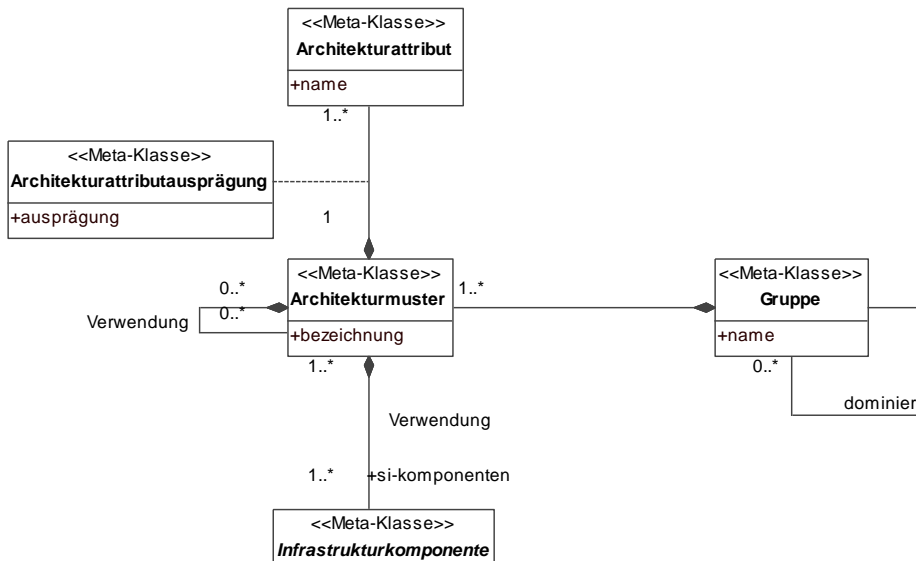 <<Meta-Klasse>>
Architekturattribut
+name
1..*
<<Meta-Klasse>>
Architekturattributausprägung
+ausprägung
1
<<Meta-Klasse>>
Architekturmuster
+bezeichnung
0..*
0..*
Verwendung
1..*
<<Meta-Klasse>>
Gruppe
+name
0..*
dominier
1..*
Verwendung
1..*
+si-komponenten
<<Meta-Klasse>>
Infrastrukturkomponente